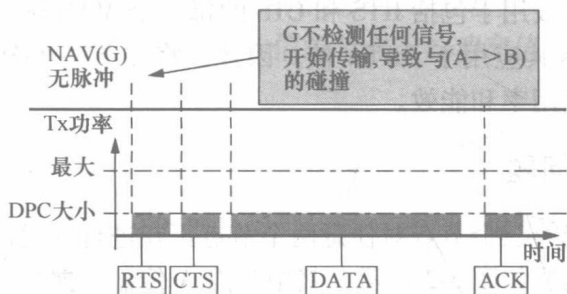 G不检测任何信号,
开始传输,导致与(A->B)
的碰撞
NAV(G)
无脉冲
Tx功率
最大
DPC大小
时间
RTS
CTS
DATA
ACK